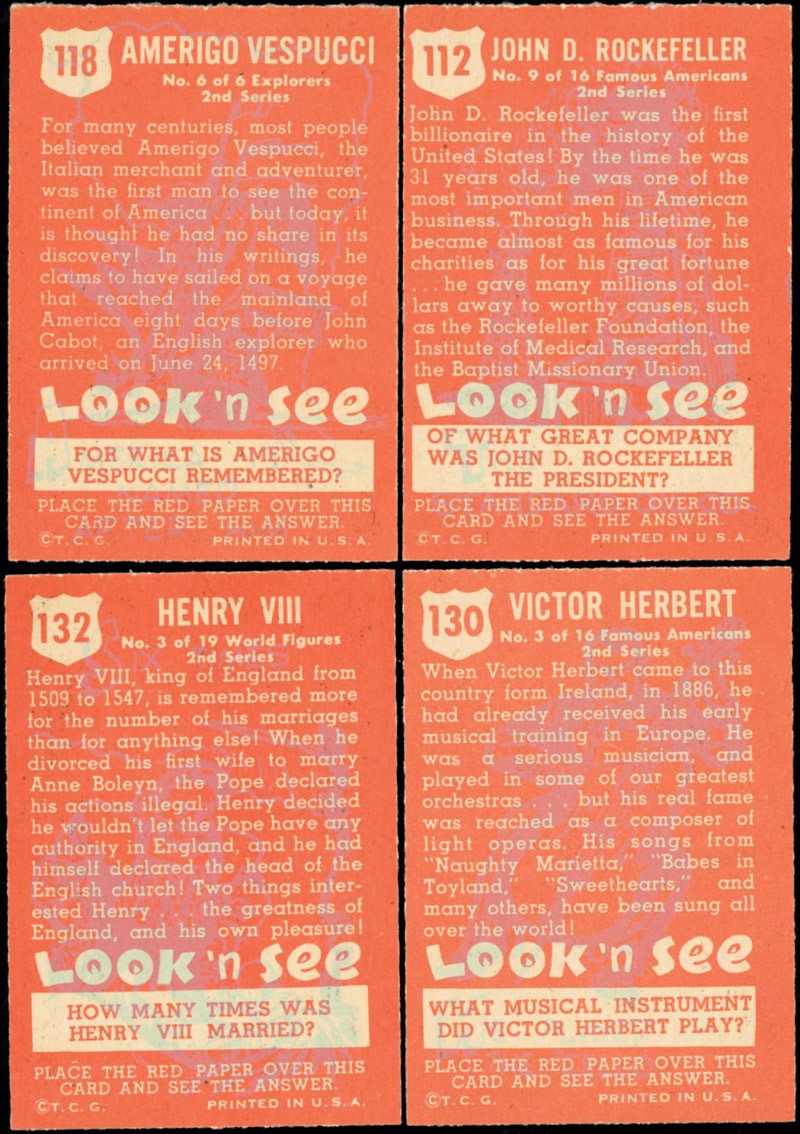 118
AMERIGO VESPUCCI
No. 6 of 6 Explorers
2nd Series
For many centuries, most people
believed Amerigo Vespucci, the
Italian merchant and adventurer,
was the first man to see the con-
tinent of America . . . but today, it
is thought he had no share in its
discovery! In his writings, he
claims to have sailed on a voyage
that reached the mainland of
America eight days before John
Cabot, an English explorer who
arrived on June 24, 1497.
LOOK 'n SEE
FOR WHAT IS AMERIGO
VESPUCCI REMEMBERED?
PLACE THE RED PAPER OVER THIS
CARD AND SEE THE ANSWER.
©T. C. G. PRINTED IN U. S. A.
112
JOHN D. ROCKEFELLER
No. 9 of 16 Famous Americans
2nd Series
John D. Rockefeller was the first
billionaire in the history of the
United States! By the time he was
31 years old, he was one of the
most important men in American
business. Through his lifetime, he
became almost as famous for his
charities as for his great fortune
. . . he gave many millions of dol-
lars away to worthy causes, such
as the Rockefeller Foundation, the
Institute of Medical Research, and
the Baptist Missionary Union.
LOOK 'n SEE
OF WHAT GREAT COMPANY
WAS JOHN D. ROCKEFELLER
THE PRESIDENT?
PLACE THE RED PAPER OVER THIS
CARD AND SEE THE ANSWER.
©T. C. G. PRINTED IN U. S. A.
132
HENRY VIII
No. 3 of 19 World Figures
2nd Series
Henry VIII, king of England from
1509 to 1547, is remembered more
for the number of his marriages
than for anything else! When he
divorced his first wife to marry
Anne Boleyn, the Pope declared
his actions illegal. Henry decided
he wouldn't let the Pope have any
authority in England, and he had
himself declared the head of the
English church! Two things inter-
ested Henry . . . the greatness of
England, and his own pleasure!
LOOK 'n SEE
HOW MANY TIMES WAS
HENRY VIII MARRIED?
PLACE THE RED PAPER OVER THIS
CARD AND SEE THE ANSWER.
©T. C. G. PRINTED IN U. S. A.
130
VICTOR HERBERT
No. 3 of 16 Famous Americans
2nd Series
When Victor Herbert came to this
country form Ireland, in 1886, he
had already received his early
musical training in Europe. He
was a serious musician, and
played in some of our greatest
orchestras . . . but his real fame
was reached as a composer of
light operas. His songs from
"Naughty Marietta," "Babes in
Toyland," "Sweethearts," and
many others, have been sung all
over the world!
LOOK 'n SEE
WHAT MUSICAL INSTRUMENT
DID VICTOR HERBERT PLAY?
PLACE THE RED PAPER OVER THIS
CARD AND SEE THE ANSWER.
©T. C. G. PRINTED IN U. S. A.